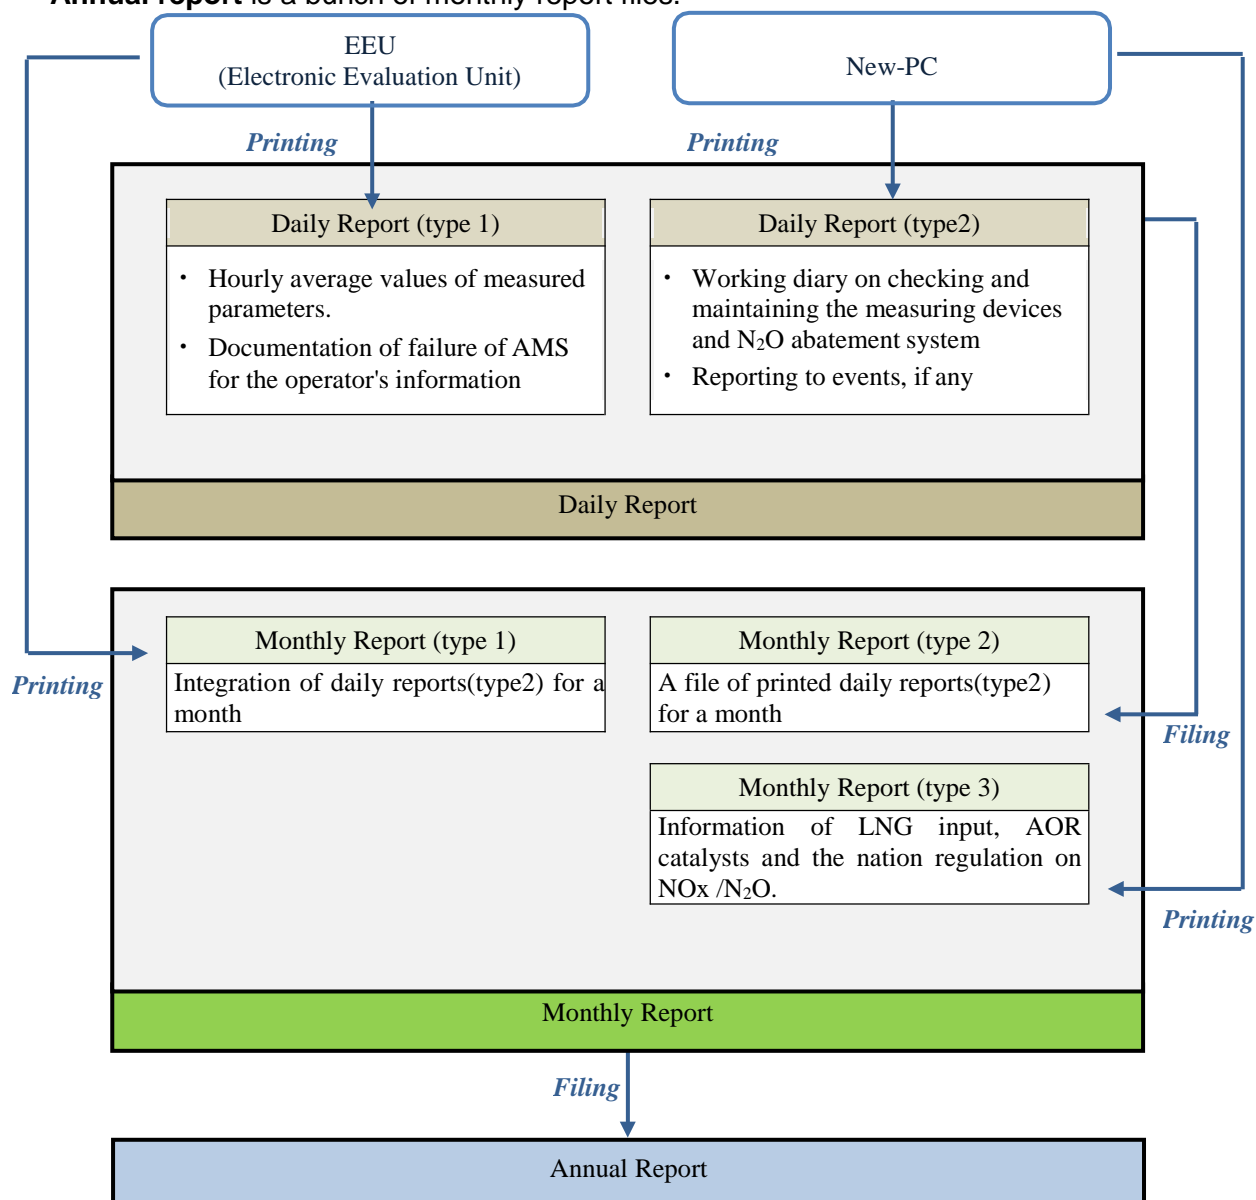 Annual report is a bunch of monthly report files.
EEU
(Electronic Evaluation Unit)
New-PC
Printing
Printing
Daily Report (type 1)
・ Hourly average values of measured
parameters.
・ Documentation of failure of AMS
for the operator's information
Daily Report (type2)
・ Working diary on checking and
maintaining the measuring devices
and N₂O abatement system
・ Reporting to events, if any
Daily Report
Monthly Report (type 1)
Integration of daily reports(type2) for a
month
Printing
Monthly Report (type 2)
A file of printed daily reports(type2)
for a month
Filing
Monthly Report (type 3)
Information of LNG input, AOR
catalysts and the nation regulation on
NOx /N₂O.
Printing
Monthly Report
Filing
Annual Report